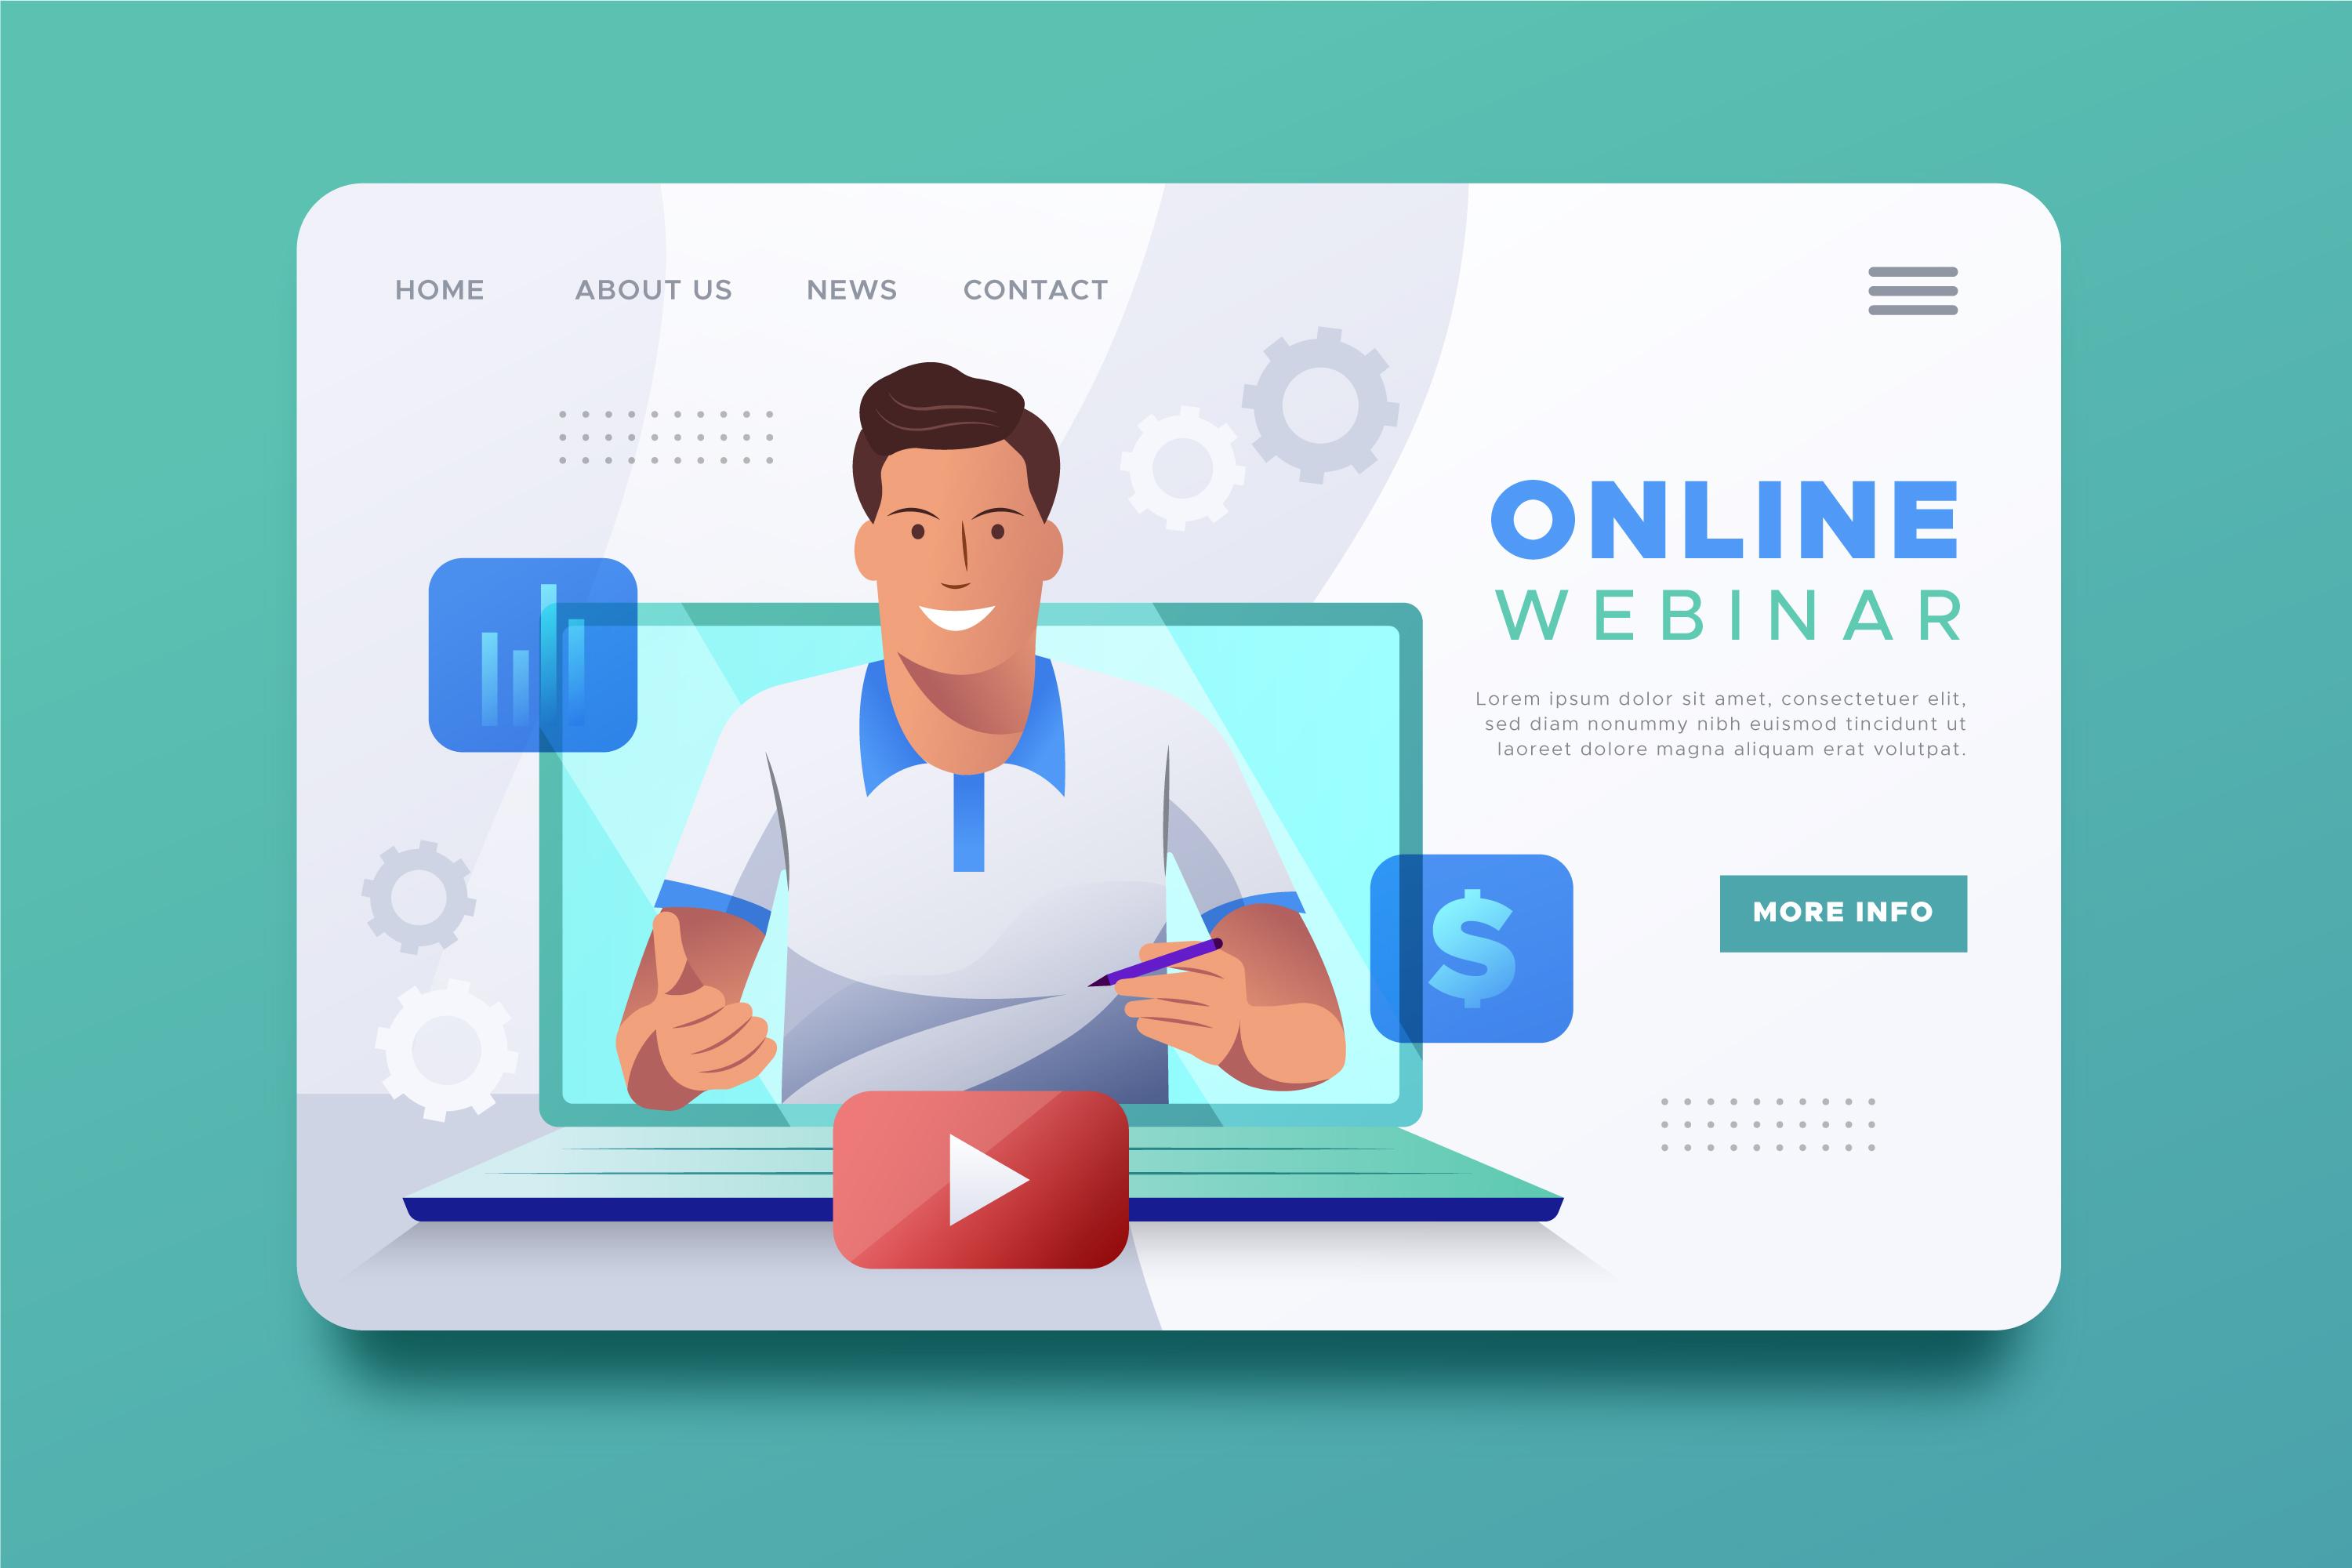 HOME ABOUT US NEWS CONTACT
ONLINE
WEBINAR
Lorem ipsum dolor sit amet, consectetuer elit,
sed diam nonummy nibh euismod tincidunt ut
laoreet dolore magna aliquam erat volutpat.
$
MORE INFO